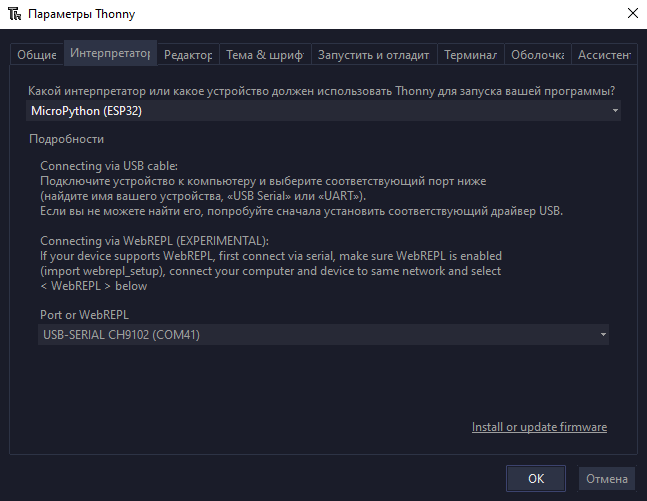 Параметры Thonny
Общие Интерпретатор Редактор Тема & шрифт Запустить и отладит Терминал Оболочка Ассистент
Какой интерпретатор или какое устройство должен использовать Thonny для запуска вашей программы?
MicroPython (ESP32)
Подробности
Connecting via USB cable:
Подключите устройство к компьютеру и выберите соответствующий порт ниже
(найдите имя вашего устройства, «USB Serial» или «UART»).
Если вы не можете найти его, попробуйте сначала установить соответствующий драйвер USB.
Connecting via WebREPL (EXPERIMENTAL):
If your device supports WebREPL, first connect via serial, make sure WebREPL is enabled
(import webrepl_setup), connect your computer and device to same network and select
< WebREPL > below
Port or WebREPL
USB-SERIAL CH9102 (COM41)
Install or update firmware
OK Отмена